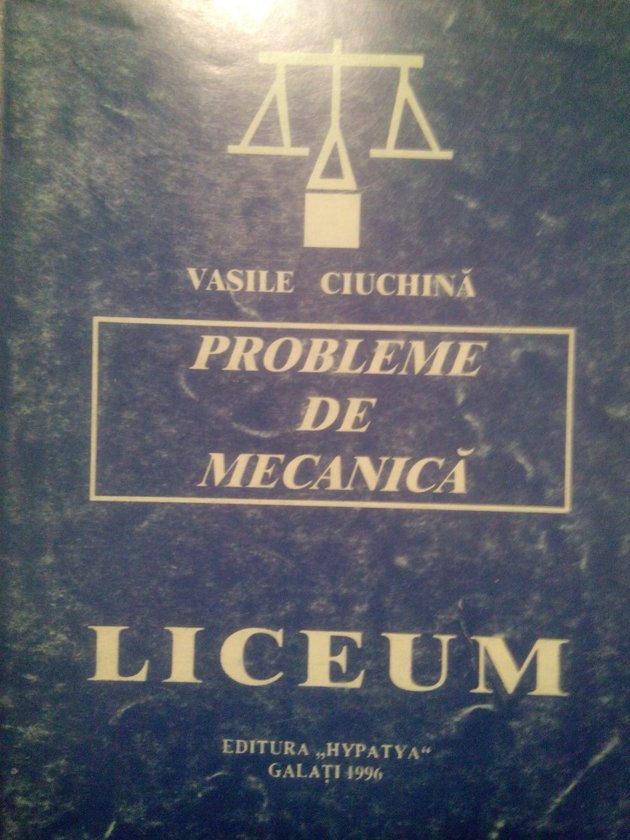 VASILE CIUCHINĂ
PROBLEME
DE
MECANICĂ
LICEUM
EDITURA „HYPATYA“
GALAȚI 1996